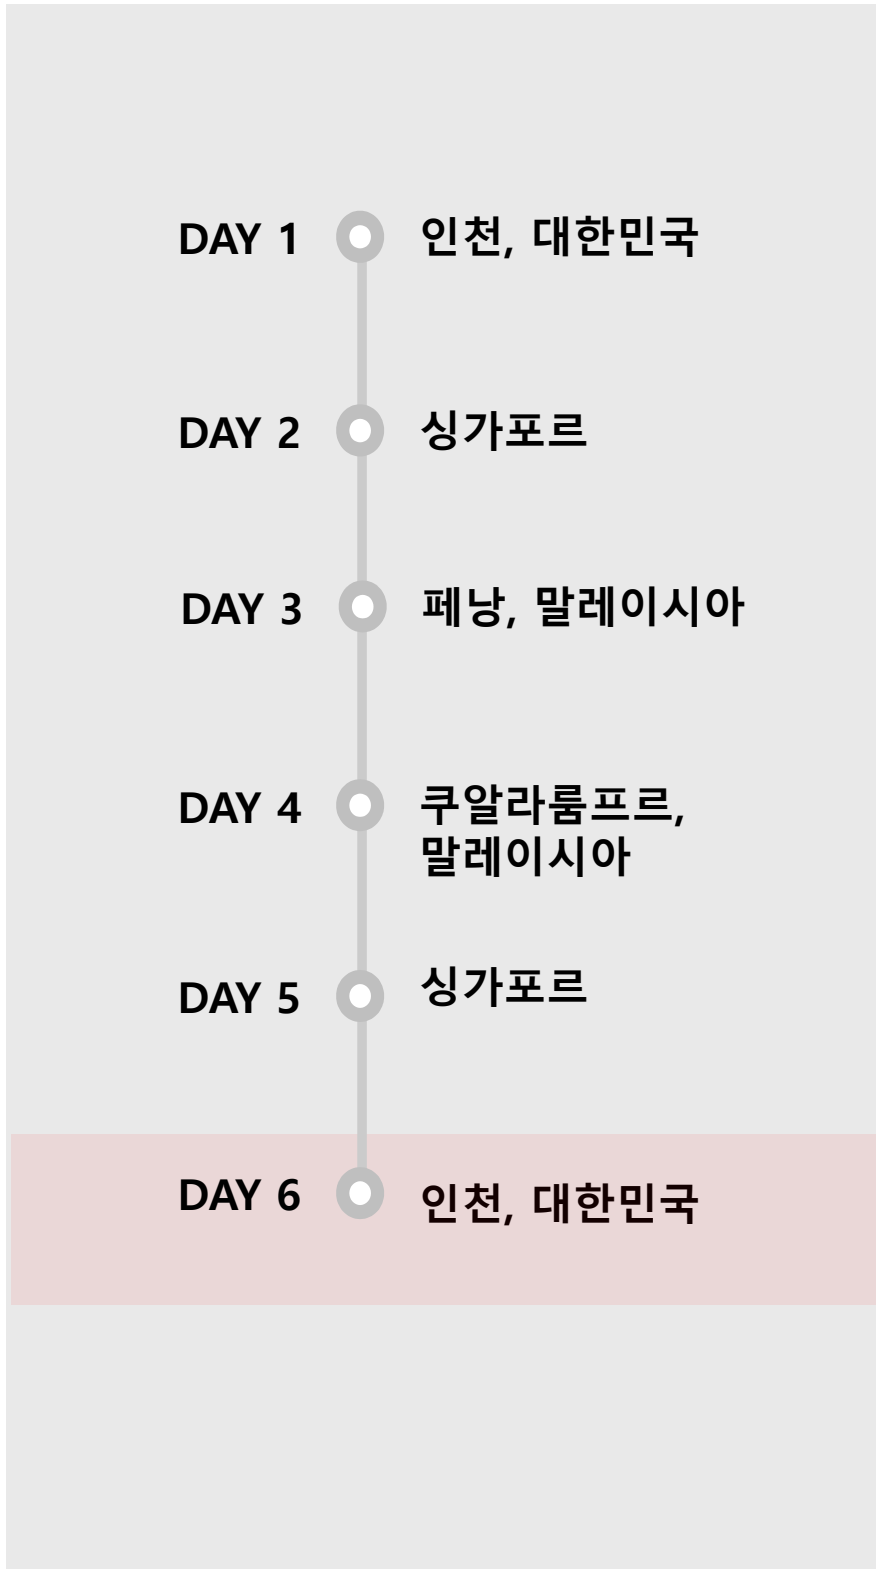 DAY 1 인천, 대한민국
DAY 2 싱가포르
DAY 3 페낭, 말레이시아
DAY 4 쿠알라룸프르,
말레이시아
DAY 5 싱가포르
DAY 6 인천, 대한민국